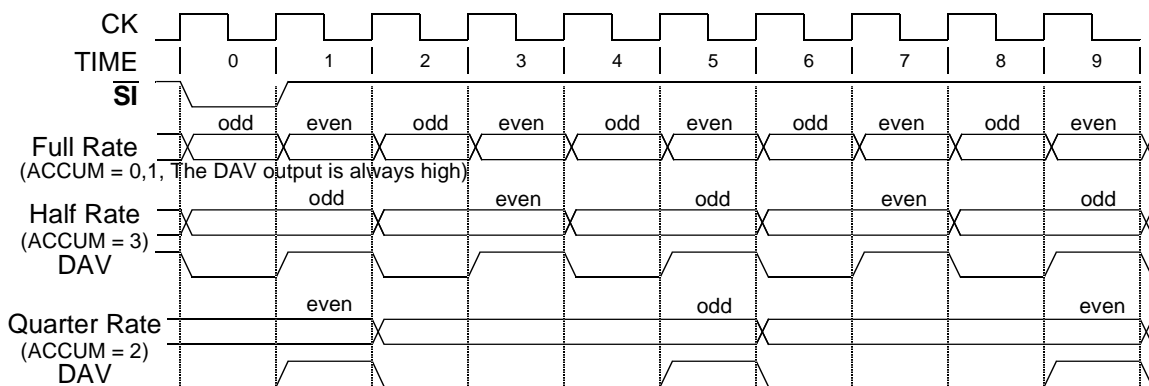 CK
TIME 0 1 2 3 4 5 6 7 8 9
SI
odd even odd even odd even odd even odd even
Full Rate
(ACCUM = 0,1, The DAV output is always high)
odd even odd even odd
Half Rate
(ACCUM = 3)
DAV
even odd even
Quarter Rate
(ACCUM = 2)
DAV